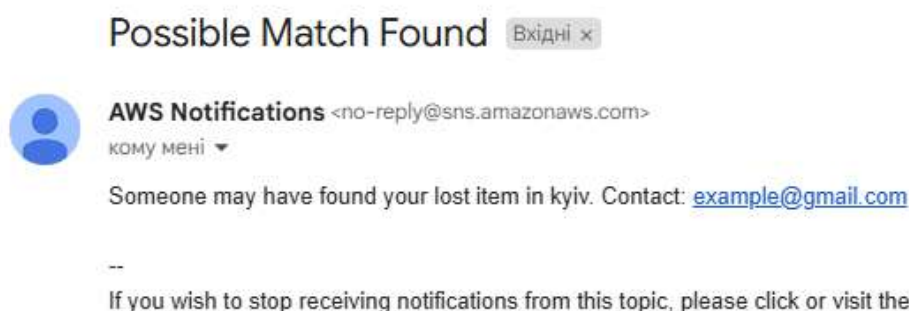 Possible Match Found Вхідні ×
AWS Notifications <no-reply@sns.amazonaws.com>
кому мені
Someone may have found your lost item in kyiv. Contact: example@gmail.com
--
If you wish to stop receiving notifications from this topic, please click or visit the